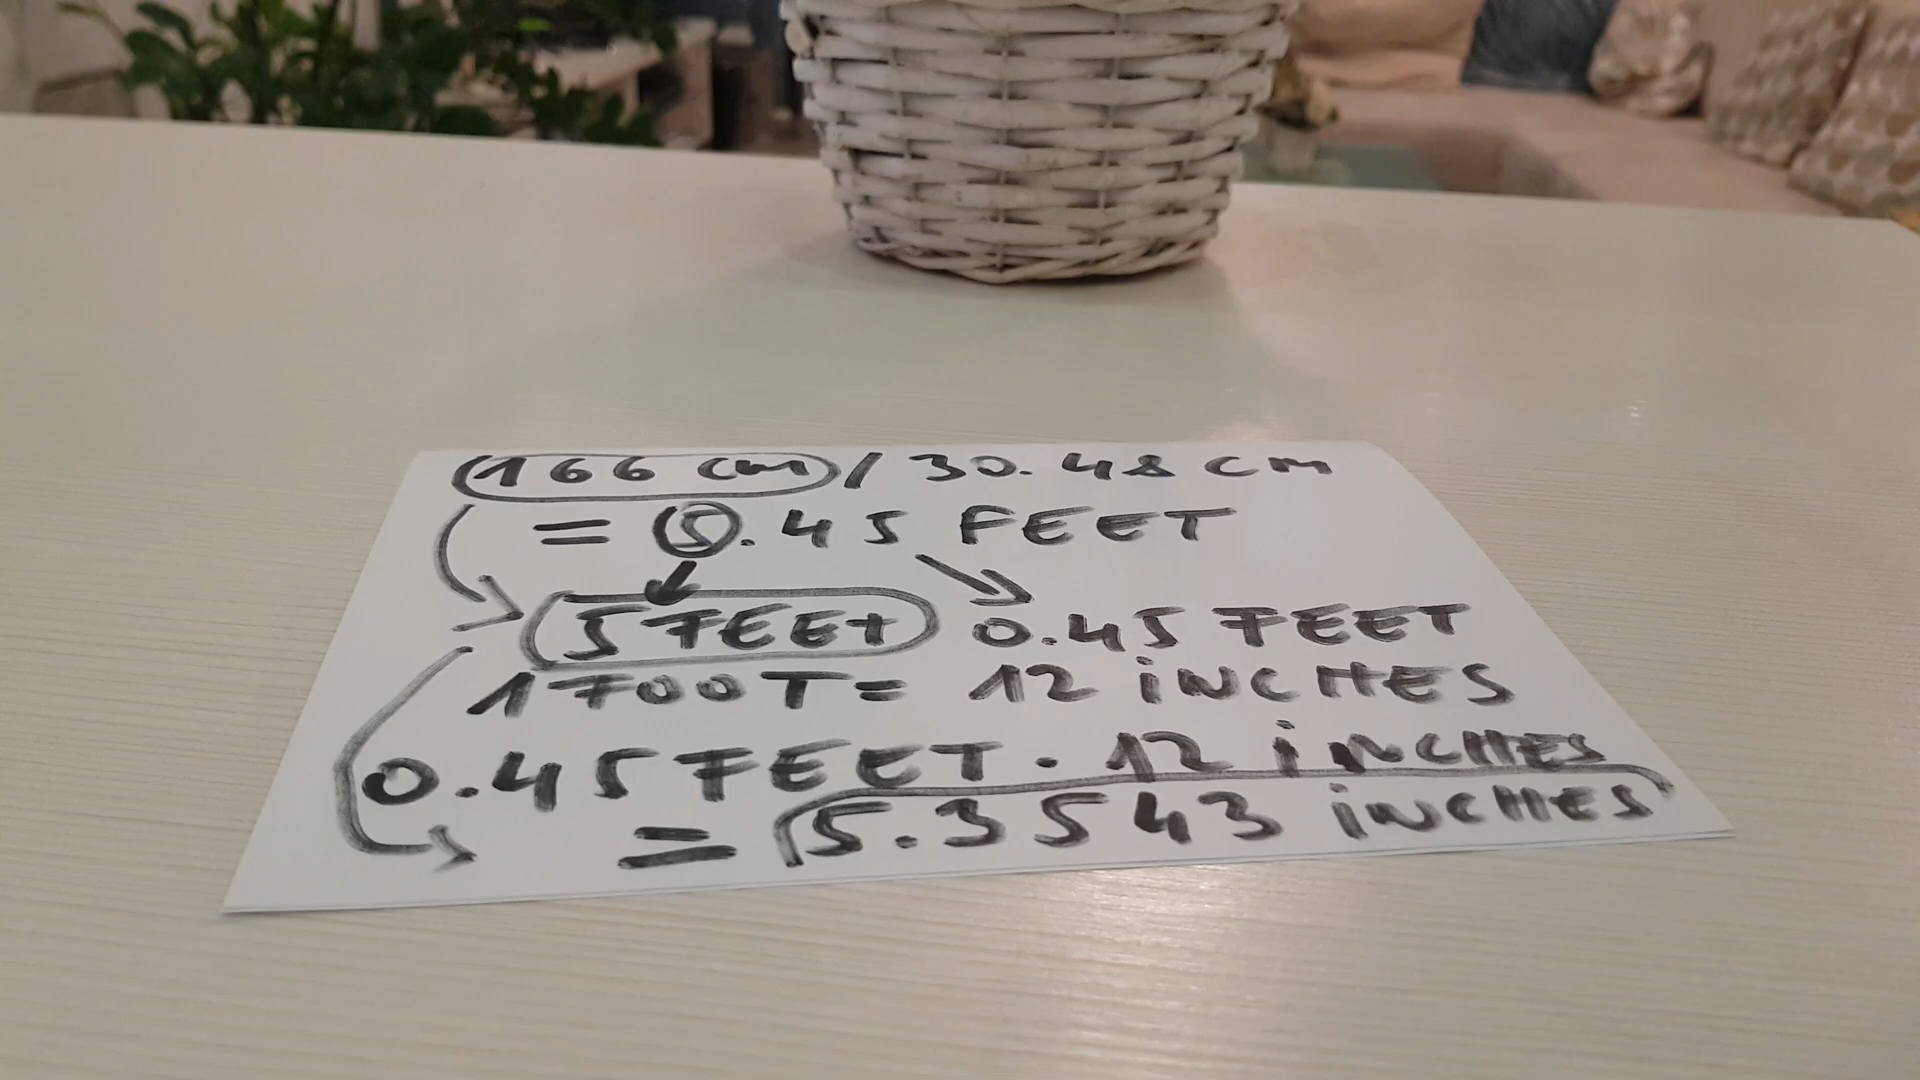 166 cm / 30.48 CM
= 5.45 FEET
5 FEET 0.45 FEET
1 FOOT = 12 iNCHES
0.45 FEET . 12 iNCHES
= 5.3543 iNCHES